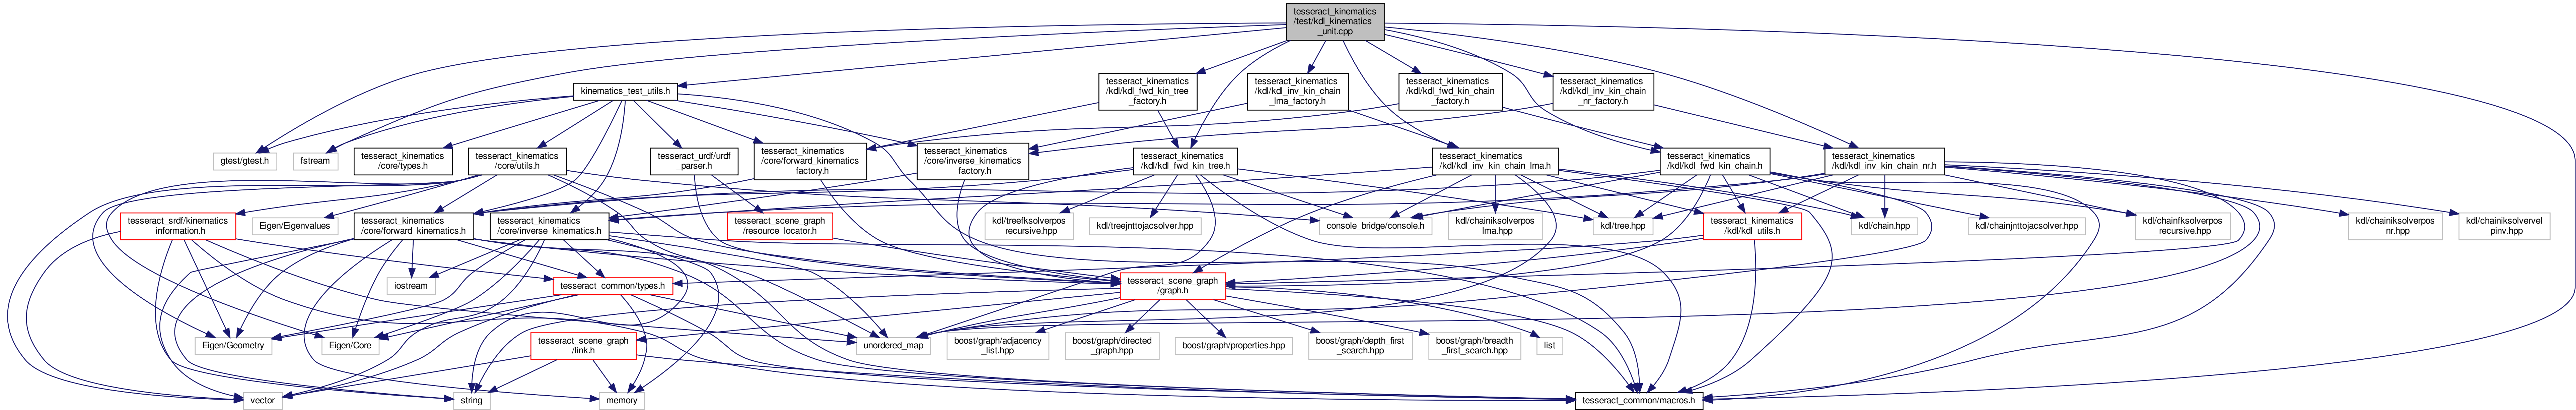 tesseract_kinematics
/test/kdl_kinematics
_unit.cpp
kinematics_test_utils.h
tesseract_kinematics
/kdl/kdl_fwd_kin_tree
_factory.h
tesseract_kinematics
/kdl/kdl_inv_kin_chain
_lma_factory.h
tesseract_kinematics
/kdl/kdl_fwd_kin_chain
_factory.h
tesseract_kinematics
/kdl/kdl_inv_kin_chain
_nr_factory.h
gtest/gtest.h
fstream
tesseract_kinematics
/core/types.h
tesseract_kinematics
/core/utils.h
tesseract_urdf/urdf
_parser.h
tesseract_kinematics
/core/forward_kinematics
_factory.h
tesseract_kinematics
/core/inverse_kinematics
_factory.h
tesseract_kinematics
/kdl/kdl_fwd_kin_tree.h
tesseract_kinematics
/kdl/kdl_inv_kin_chain_lma.h
tesseract_kinematics
/kdl/kdl_fwd_kin_chain.h
tesseract_kinematics
/kdl/kdl_inv_kin_chain_nr.h
tesseract_srdf/kinematics
_information.h
Eigen/Eigenvalues
tesseract_kinematics
/core/forward_kinematics.h
tesseract_kinematics
/core/inverse_kinematics.h
tesseract_scene_graph
/resource_locator.h
kdl/treefksolverpos
_recursive.hpp
kdl/treejnttojacsolver.hpp
console_bridge/console.h
kdl/chainiksolverpos
_lma.hpp
kdl/tree.hpp
tesseract_kinematics
/kdl/kdl_utils.h
kdl/chain.hpp
kdl/chainjnttojacsolver.hpp
kdl/chainfksolverpos
_recursive.hpp
kdl/chainiksolverpos
_nr.hpp
kdl/chainiksolvervel
_pinv.hpp
iostream
tesseract_common/types.h
tesseract_scene_graph
/graph.h
Eigen/Geometry
Eigen/Core
tesseract_scene_graph
/link.h
unordered_map
boost/graph/adjacency
_list.hpp
boost/graph/directed
_graph.hpp
boost/graph/properties.hpp
boost/graph/depth_first
_search.hpp
boost/graph/breadth
_first_search.hpp
list
vector
string
memory
tesseract_common/macros.h